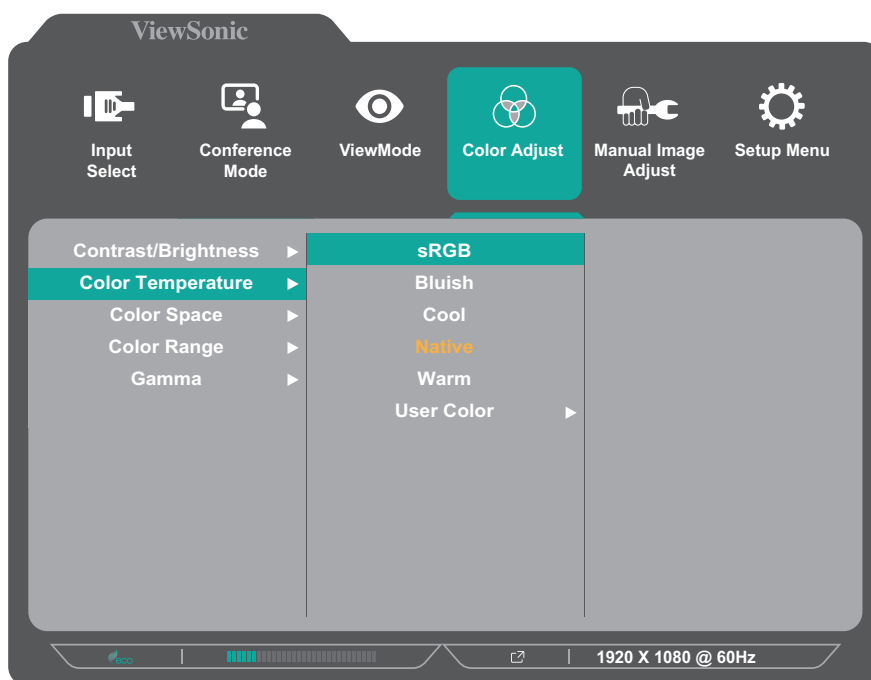 ViewSonic
Input Select
Conference Mode
ViewMode
Color Adjust
Manual Image Adjust
Setup Menu
Contrast/Brightness
Color Temperature
Color Space
Color Range
Gamma
sRGB
Bluish
Cool
Native
Warm
User Color
eco
1920 X 1080 @ 60Hz